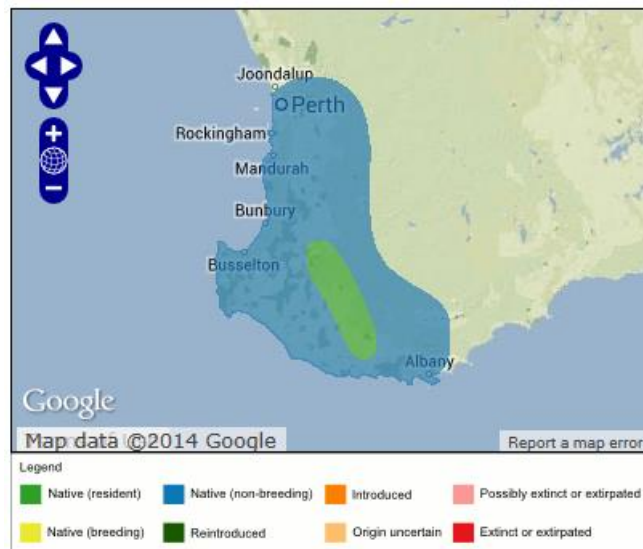 Joondalup
Perth
Rockingham
Mandurah
Bunbury
Busselton
Albany
Google
Map data ©2014 Google
Report a map error
Legend
Native (resident) Native (non-breeding) Introduced Possibly extinct or extirpated
Native (breeding) Reintroduced Origin uncertain Extinct or extirpated